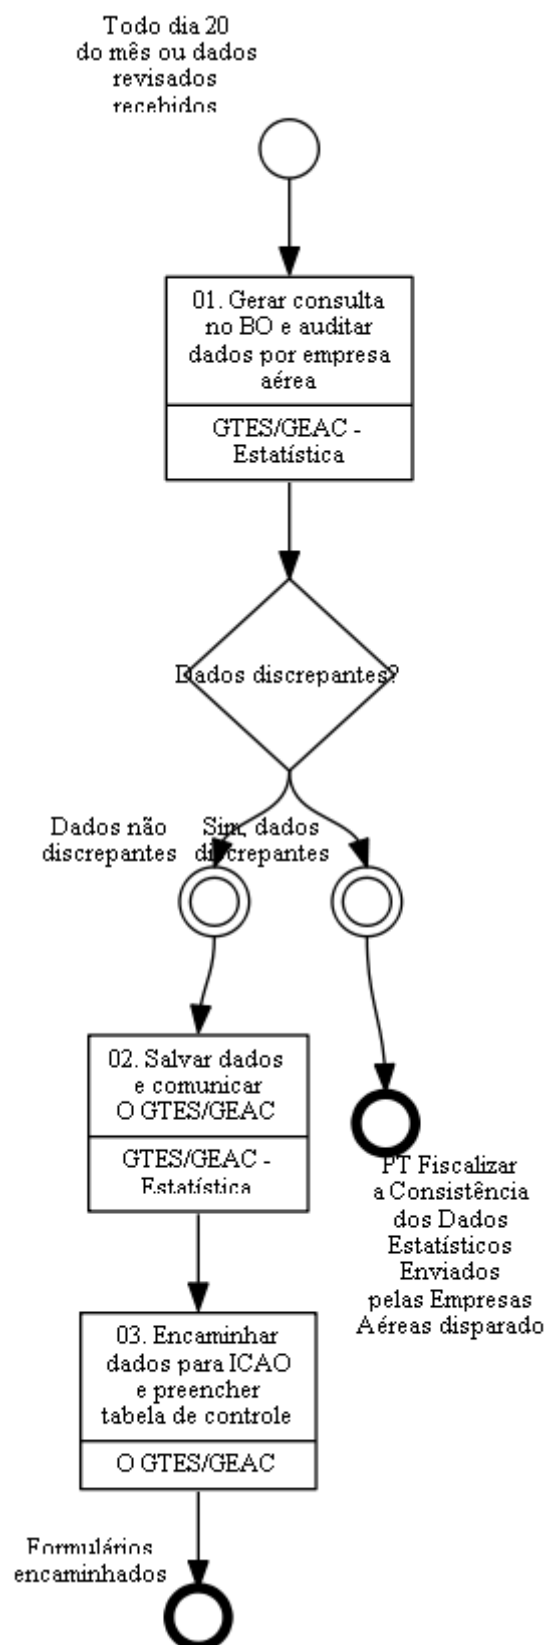 Todo dia 20
do mês ou dados
revisados
recebidos
01. Gerar consulta
no BO e auditar
dados por empresa
aérea
GTES/GEAC -
Estatística
Dados discrepantes?
Dados não
discrepantes
Sim, dados
discrepantes
02. Salvar dados
e comunicar
O GTES/GEAC
GTES/GEAC -
Estatística
PT Fiscalizar
a Consistência
dos Dados
Estatísticos
Enviados
pelas Empresas
Aéreas disparado
03. Encaminhar
dados para ICAO
e preencher
tabela de controle
O GTES/GEAC
Formulários
encaminhados